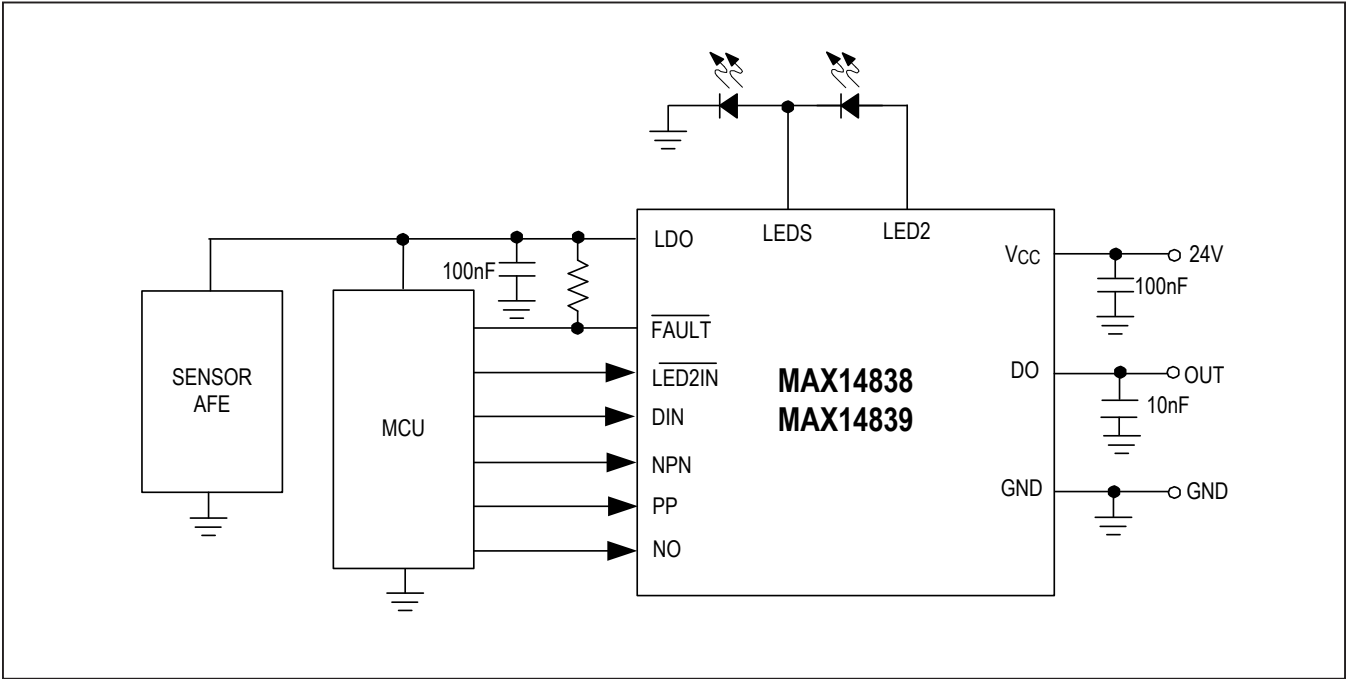 LDO
LEDS
LED2
VCC
24V
100nF
100nF
FAULT
SENSOR
AFE
MCU
LED2IN
MAX14838
MAX14839
DO
OUT
10nF
DIN
NPN
GND
GND
PP
NO